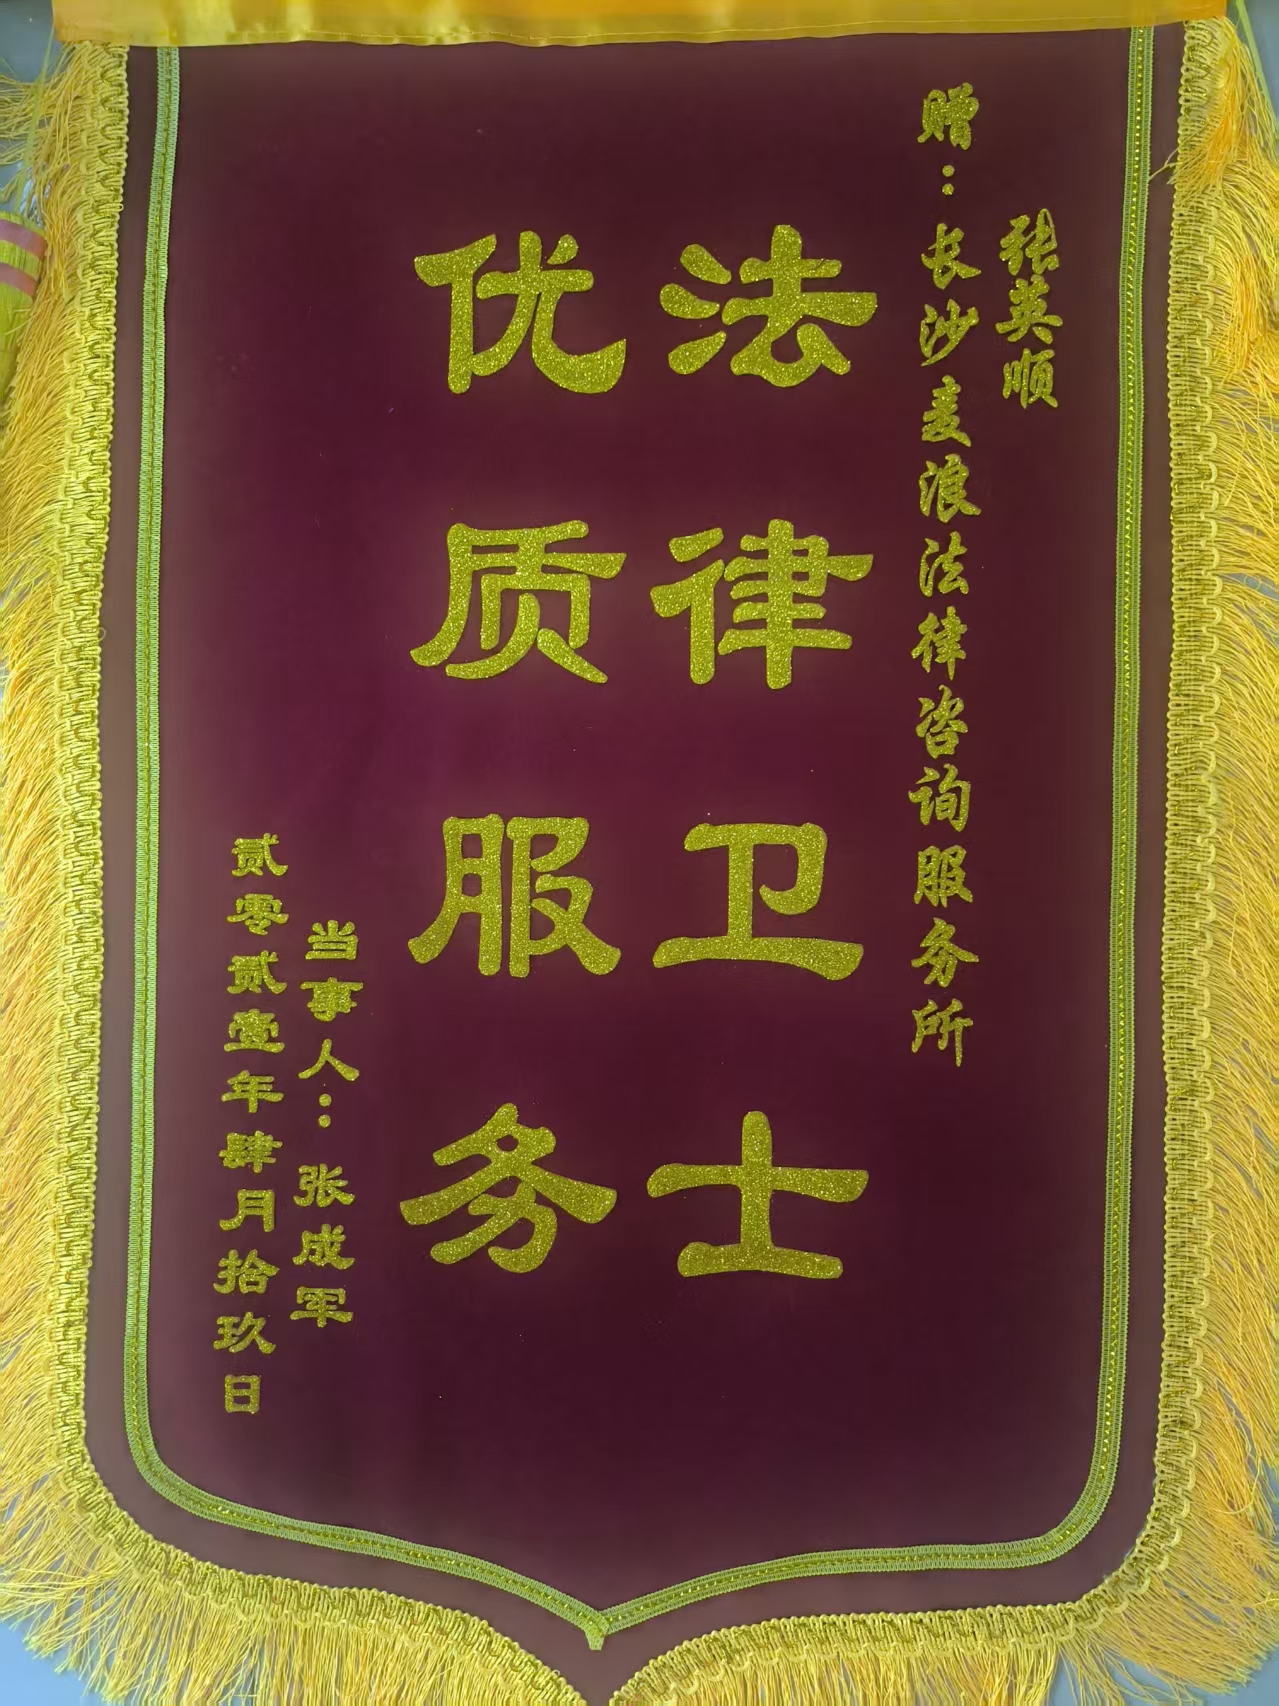 张英顺
赠：长沙麦浪法律咨询服务所
法律卫士
优质服务
当事人：张成军
贰零贰壹年肆月拾玖日